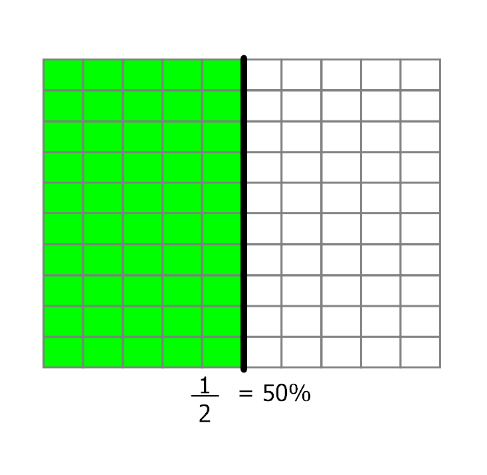 1/2 = 50%